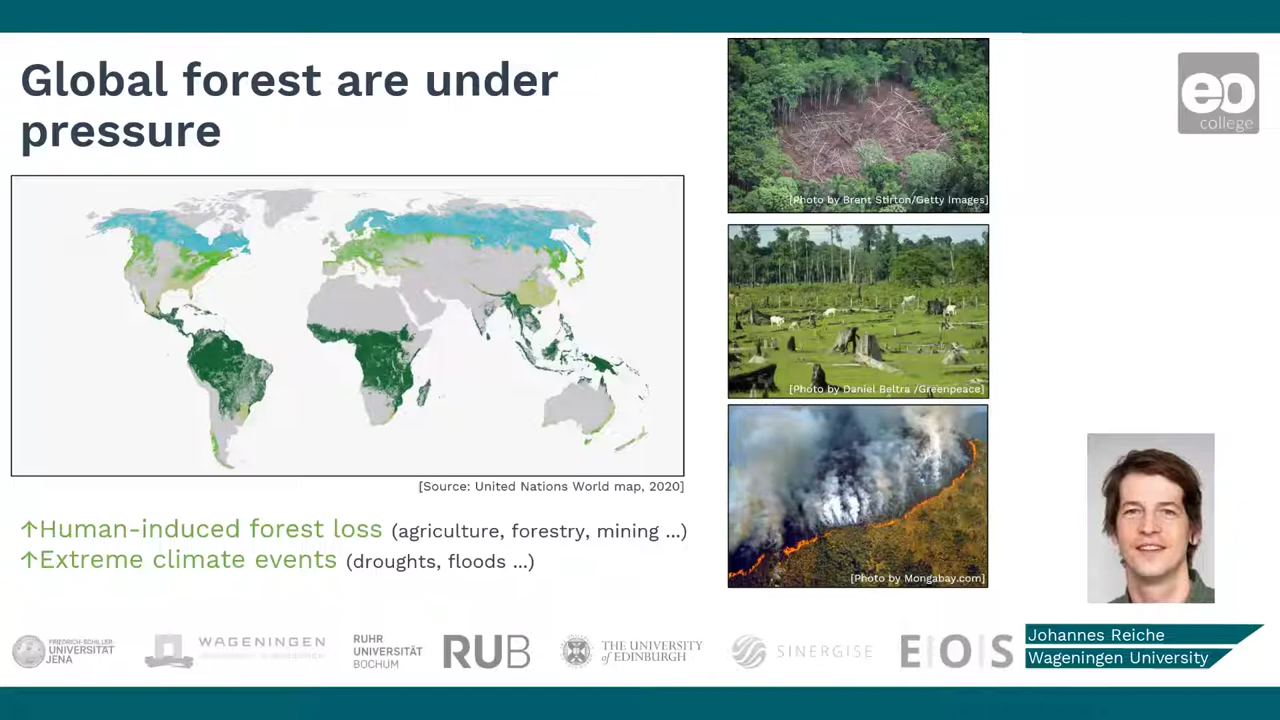 Global forest are under
pressure
[Photo by Brent Stirton/Getty Images]
eo
college
[Photo by Daniel Beltra /Greenpeace]
[Source: United Nations World map, 2020]
↑Human-induced forest loss (agriculture, forestry, mining ...)
↑Extreme climate events (droughts, floods ...)
[Photo by Mongabay.com]
FRIEDRICH-SCHILLER-
UNIVERSITÄT
JENA
WAGENINGEN
RUHR
UNIVERSITÄT
BOCHUM
RUB
THE UNIVERSITY
of EDINBURGH
SINERGISE
E|O|S
Johannes Reiche
Wageningen University